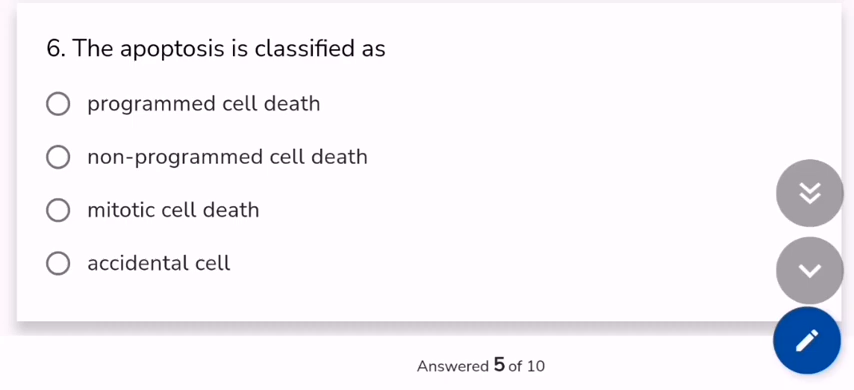 6. The apoptosis is classified as
programmed cell death
non-programmed cell death
mitotic cell death
accidental cell
Answered 5 of 10